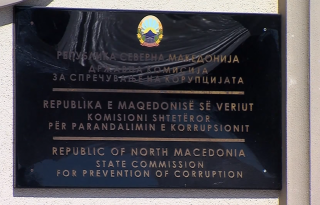 РЕПУБЛИКА СЕВЕРНА МАКЕДОНИЈА
ДРЖАВНА КОМИСИЈА
ЗА СПРЕЧУВАЊЕ НА КОРУПЦИЈАТА
REPUBLIKA E MAQEDONISË SË VERIUT
KOMISIONI SHTETËROR
PËR PARANDALIMIN E KORRUPSIONIT
REPUBLIC OF NORTH MACEDONIA
STATE COMMISSION
FOR PREVENTION OF CORRUPTION